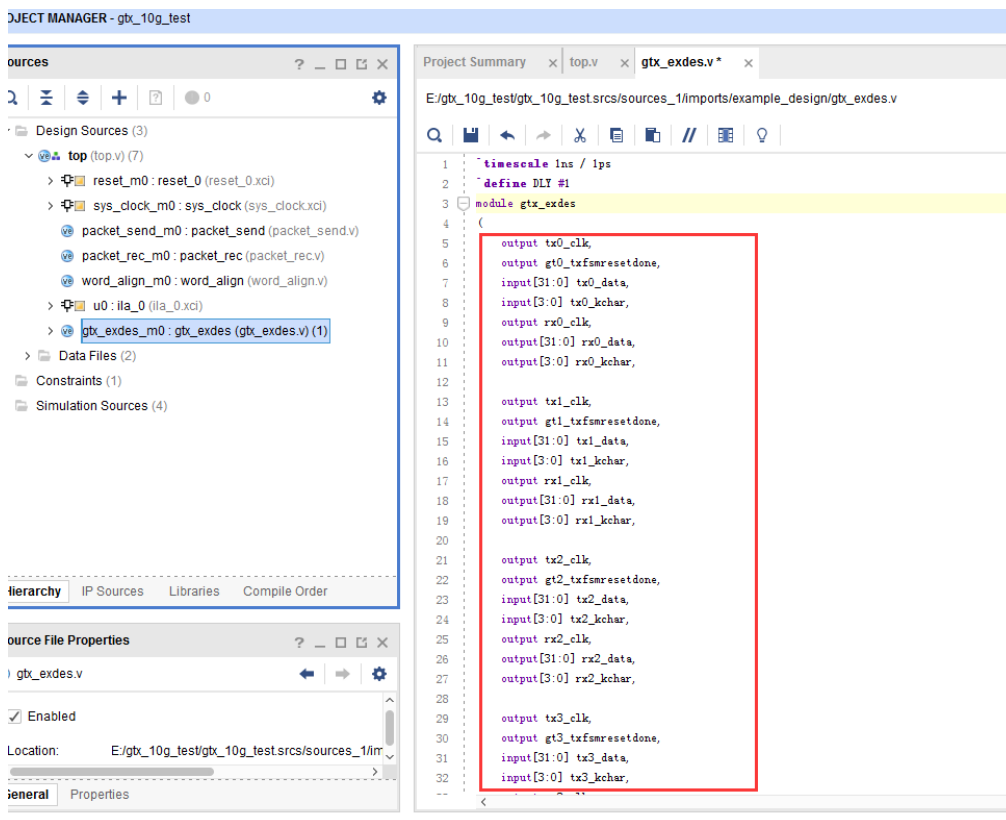 OJECT MANAGER - gtx_10g_test
ources
0
Design Sources (3)
top (top.v) (7)
reset_m0 : reset_0 (reset_0.xci)
sys_clock_m0 : sys_clock (sys_clock.xci)
packet_send_m0 : packet_send (packet_send.v)
packet_rec_m0 : packet_rec (packet_rec.v)
word_align_m0 : word_align (word_align.v)
u0 : ila_0 (ila_0.xci)
gtx_exdes_m0 : gtx_exdes (gtx_exdes.v) (1)
Data Files (2)
Constraints (1)
Simulation Sources (4)
Hierarchy IP Sources Libraries Compile Order
ource File Properties
gtx_exdes.v
Enabled
Location: E:/gtx_10g_test/gtx_10g_test.srcs/sources_1/im
General Properties
Project Summary top.v gtx_exdes.v *
E:/gtx_10g_test/gtx_10g_test.srcs/sources_1/imports/example_design/gtx_exdes.v
1 `timescale 1ns / 1ps
2 `define DLY #1
3 module gtx_exdes
4 (
5 output tx0_clk,
6 output gt0_txfsmresetdone,
7 input[31:0] tx0_data,
8 input[3:0] tx0_kchar,
9 output rx0_clk,
10 output[31:0] rx0_data,
11 output[3:0] rx0_kchar,
12
13 output tx1_clk,
14 output gt1_txfsmresetdone,
15 input[31:0] tx1_data,
16 input[3:0] tx1_kchar,
17 output rx1_clk,
18 output[31:0] rx1_data,
19 output[3:0] rx1_kchar,
20
21 output tx2_clk,
22 output gt2_txfsmresetdone,
23 input[31:0] tx2_data,
24 input[3:0] tx2_kchar,
25 output rx2_clk,
26 output[31:0] rx2_data,
27 output[3:0] rx2_kchar,
28
29 output tx3_clk,
30 output gt3_txfsmresetdone,
31 input[31:0] tx3_data,
32 input[3:0] tx3_kchar,